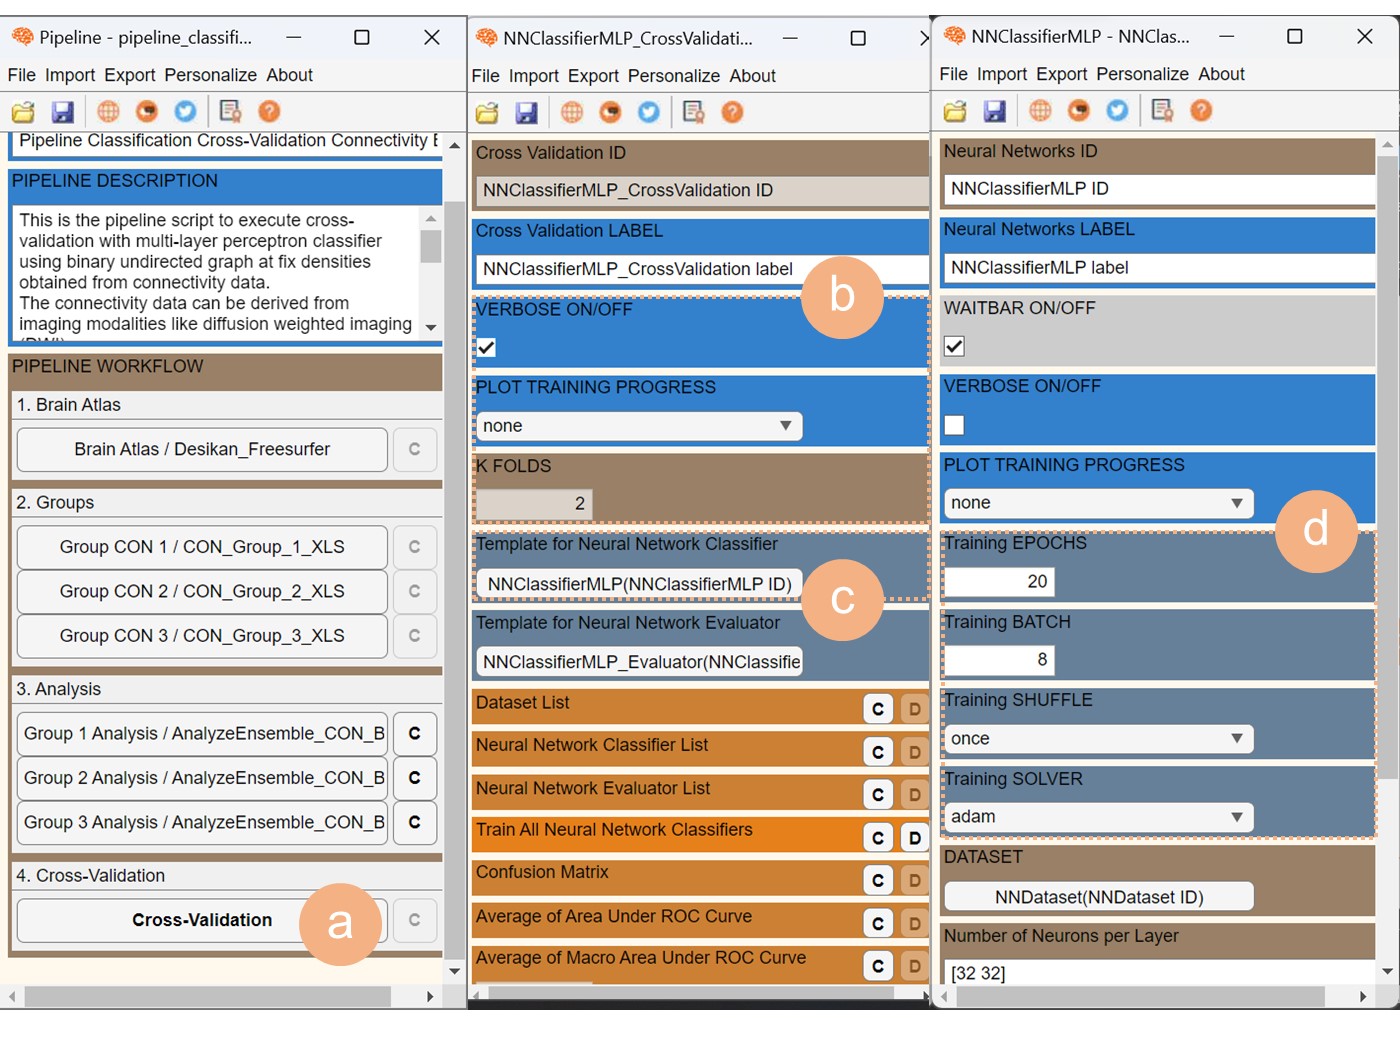 Pipeline - pipeline_classifi...
File Import Export Personalize About
Pipeline Classification Cross-Validation Connectivity
PIPELINE DESCRIPTION
This is the pipeline script to execute cross-
validation with multi-layer perceptron classifier
using binary undirected graph at fix densities
obtained from connectivity data.
The connectivity data can be derived from
imaging modalities like diffusion weighted imaging
PIPELINE WORKFLOW
1. Brain Atlas
Brain Atlas / Desikan_Freesurfer C
2. Groups
Group CON 1 / CON_Group_1_XLS C
Group CON 2 / CON_Group_2_XLS C
Group CON 3 / CON_Group_3_XLS C
3. Analysis
Group 1 Analysis / AnalyzeEnsemble_CON_B C
Group 2 Analysis / AnalyzeEnsemble_CON_B C
Group 3 Analysis / AnalyzeEnsemble_CON_B C
4. Cross-Validation
Cross-Validation a C
NNClassifierMLP_CrossValidati...
File Import Export Personalize About
Cross Validation ID
NNClassifierMLP_CrossValidation ID
Cross Validation LABEL
NNClassifierMLP_CrossValidation label
b
VERBOSE ON/OFF
PLOT TRAINING PROGRESS
none
K FOLDS
2
Template for Neural Network Classifier
NNClassifierMLP(NNClassifierMLP ID)
c
Template for Neural Network Evaluator
NNClassifierMLP_Evaluator(NNClassifie
Dataset List C D
Neural Network Classifier List C D
Neural Network Evaluator List C D
Train All Neural Network Classifiers C D
Confusion Matrix C D
Average of Area Under ROC Curve C D
Average of Macro Area Under ROC Curve C D
NNClassifierMLP - NNClas...
File Import Export Personalize About
Neural Networks ID
NNClassifierMLP ID
Neural Networks LABEL
NNClassifierMLP label
WAITBAR ON/OFF
VERBOSE ON/OFF
PLOT TRAINING PROGRESS
none
d
Training EPOCHS
20
Training BATCH
8
Training SHUFFLE
once
Training SOLVER
adam
DATASET
NNDataset(NNDataset ID)
Number of Neurons per Layer
[32 32]